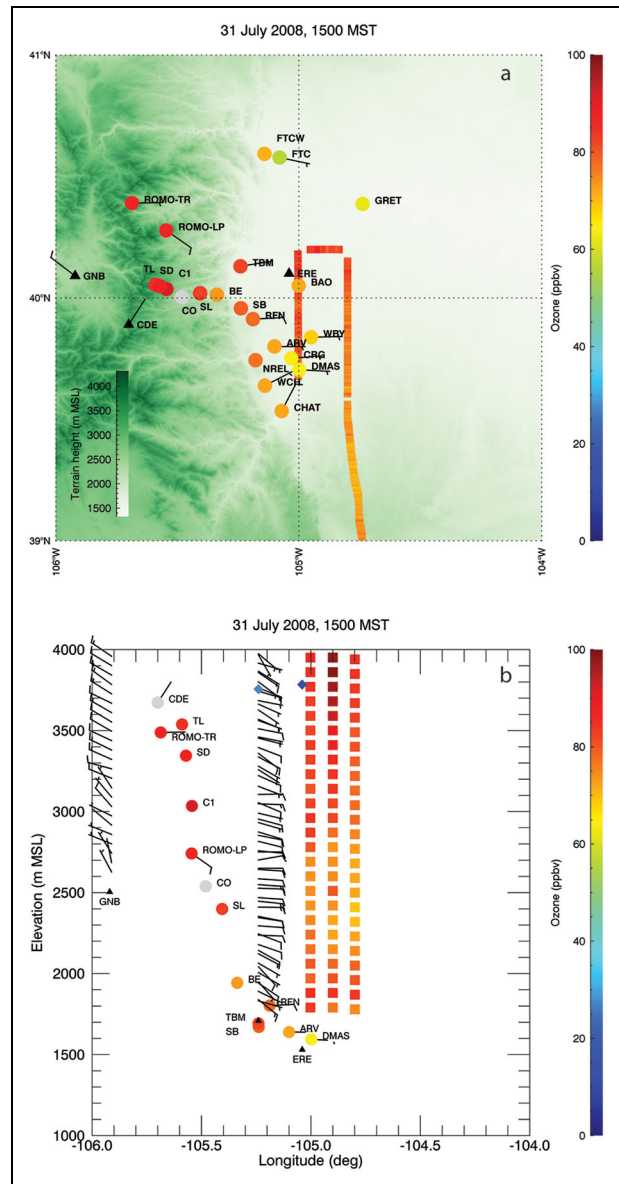 31 July 2008, 1500 MST
41°N
a
100
FTCW
FTC
80
ROMO-TR
GRET
ROMO-LP
TBM
60
GNB
TL SD C1
ERE
BAO
40°N
CO SL BE
SB
CDE
REN
40
WBY
ARV
CRG
NREL DMAS
WCH
4000
3500
3000
2500
2000
1500
Terrain height (m MSL)
CHAT
20
39°N
0
106°W
105°W
104°W
Ozone (ppbv)
31 July 2008, 1500 MST
4000
b
100
CDE
3500
TL
ROMO-TR
SD
80
3000
C1
ROMO-LP
60
2500
GNB
CO
SL
Elevation (m MSL)
Ozone (ppbv)
40
2000
BE
REN
TBM
SB
ARV
DMAS
1500
ERE
20
1000
0
-106.0
-105.5
-105.0
-104.5
-104.0
Longitude (deg)